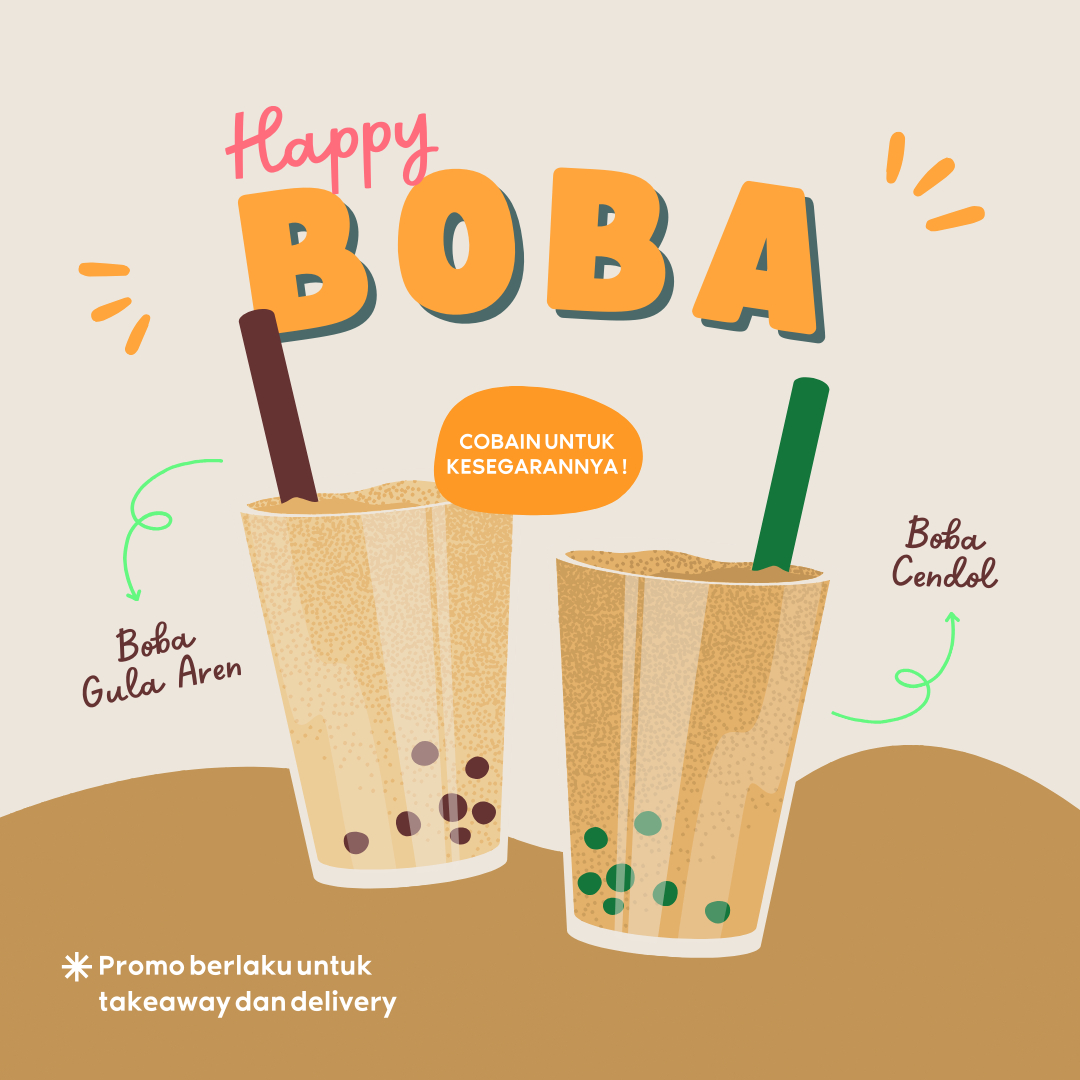 Happy
BOBA
COBAIN UNTUK
KESEGARANNYA!
Boba
Gula Aren
Boba
Cendol
Promo berlaku untuk
takeaway dan delivery